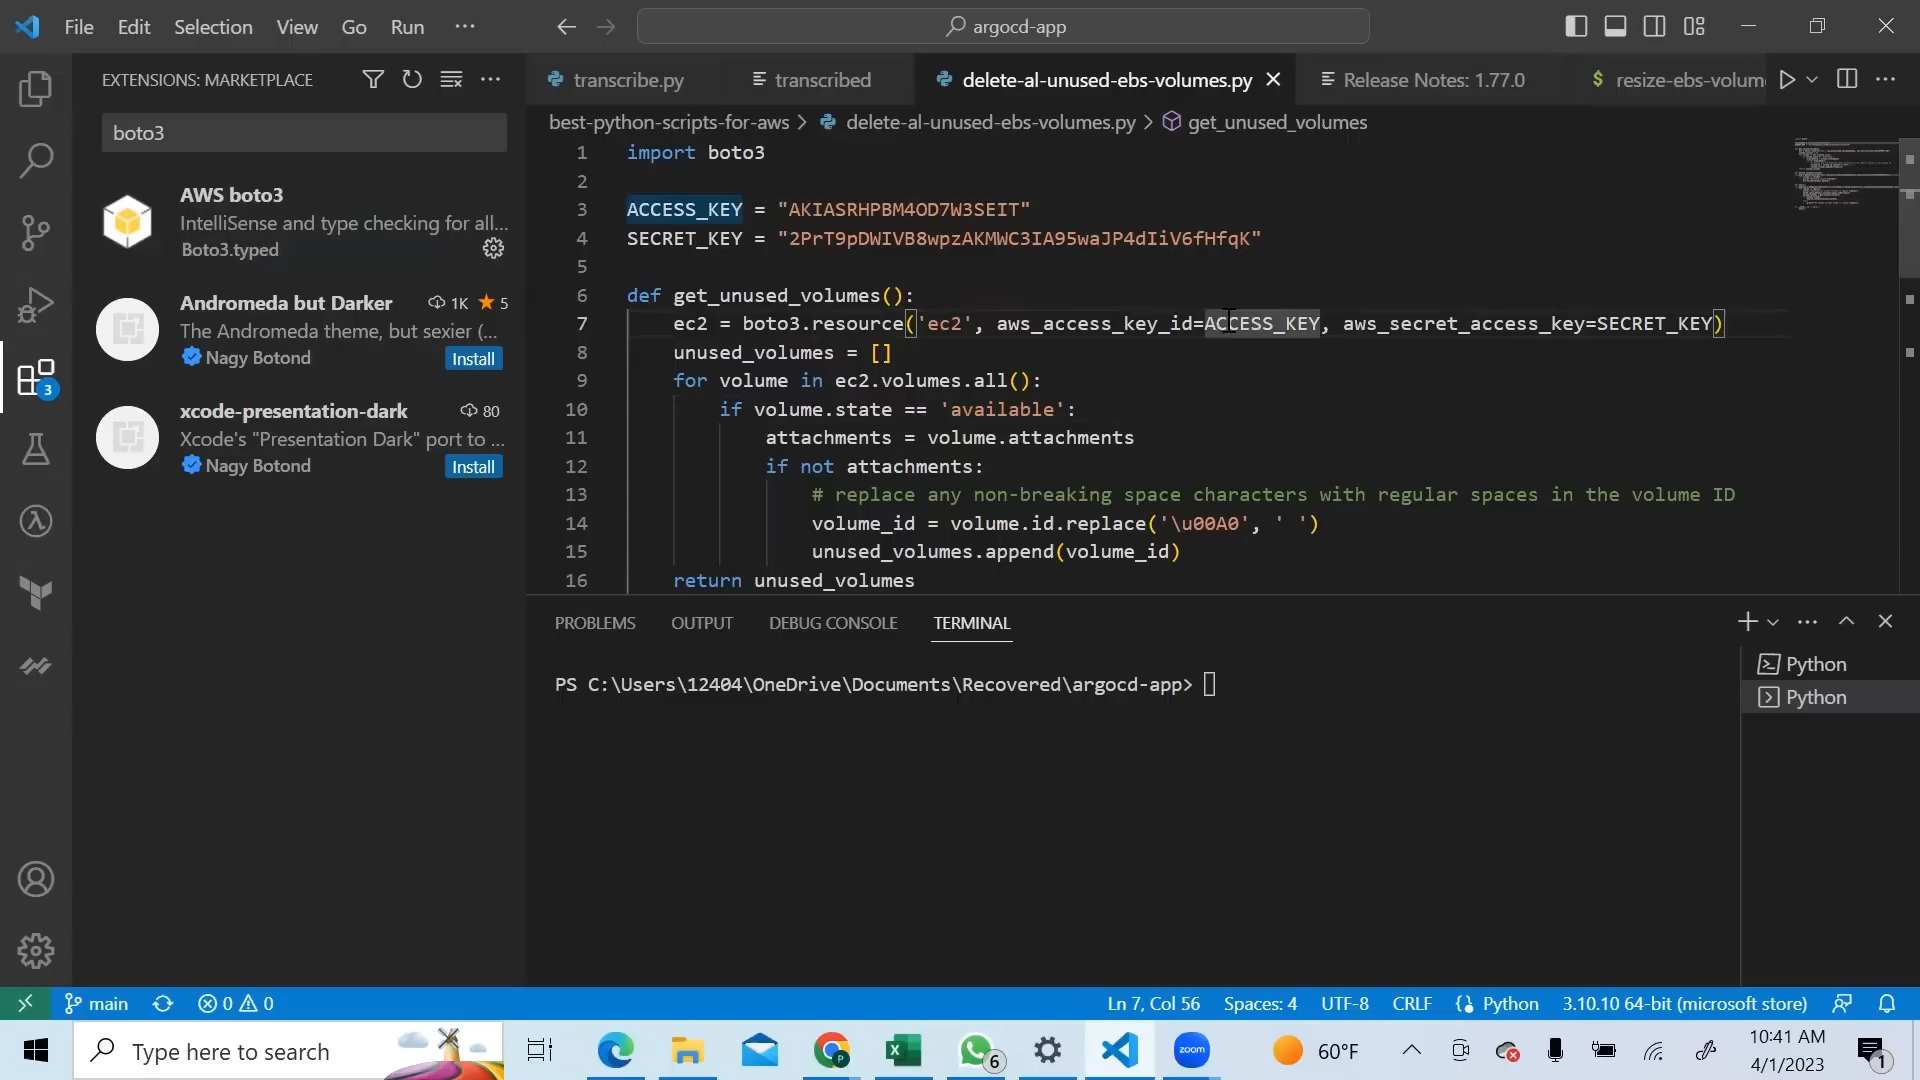 File Edit Selection View Go Run ···
argocd-app
EXTENSIONS: MARKETPLACE
boto3
AWS boto3
IntelliSense and type checking for all...
Boto3.typed
Andromeda but Darker 1K ★ 5
The Andromeda theme, but sexier (...
Nagy Botond Install
xcode-presentation-dark 80
Xcode's "Presentation Dark" port to ...
Nagy Botond Install
3
transcribe.py transcribed delete-al-unused-ebs-volumes.py Release Notes: 1.77.0 $ resize-ebs-volum
best-python-scripts-for-aws > delete-al-unused-ebs-volumes.py > get_unused_volumes
1 import boto3
2
3 ACCESS_KEY = "AKIASRHPBM4OD7W3SEIT"
4 SECRET_KEY = "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"
5
6 def get_unused_volumes():
7 ec2 = boto3.resource('ec2', aws_access_key_id=ACCESS_KEY, aws_secret_access_key=SECRET_KEY)
8 unused_volumes = []
9 for volume in ec2.volumes.all():
10 if volume.state == 'available':
11 attachments = volume.attachments
12 if not attachments:
13 # replace any non-breaking space characters with regular spaces in the volume ID
14 volume_id = volume.id.replace('\u00A0', ' ')
15 unused_volumes.append(volume_id)
16 return unused_volumes
PROBLEMS OUTPUT DEBUG CONSOLE TERMINAL
PS C:\Users\12404\OneDrive\Documents\Recovered\argocd-app>
Python
Python
main 0 0 Ln 7, Col 56 Spaces: 4 UTF-8 CRLF Python 3.10.10 64-bit (microsoft store)
Type here to search
6
zoom
60°F
10:41 AM
4/1/2023
1